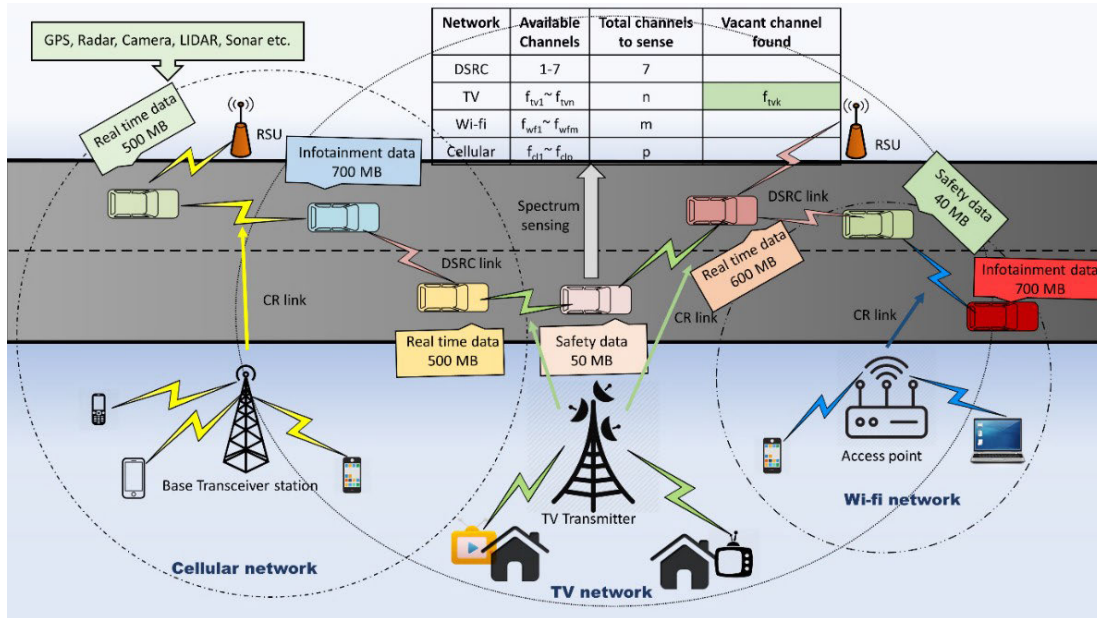 GPS, Radar, Camera, LIDAR, Sonar etc.
Network
Available
Channels
Total channels
to sense
Vacant channel
found
DSRC
1-7
7
TV
f_tv1~ f_tvn
n
f_tvk
Wi-fi
f_wf1~ f_wfm
m
Cellular
f_cl1~ f_clp
p
Real time data
500 MB
RSU
Infotainment data
700 MB
RSU
Safety data
40 MB
Spectrum
sensing
DSRC link
DSRC link
Real time data
600 MB
Infotainment data
700 MB
CR link
CR link
CR link
Real time data
500 MB
Safety data
50 MB
Base Transceiver station
TV Transmitter
Access point
Wi-fi network
Cellular network
TV network